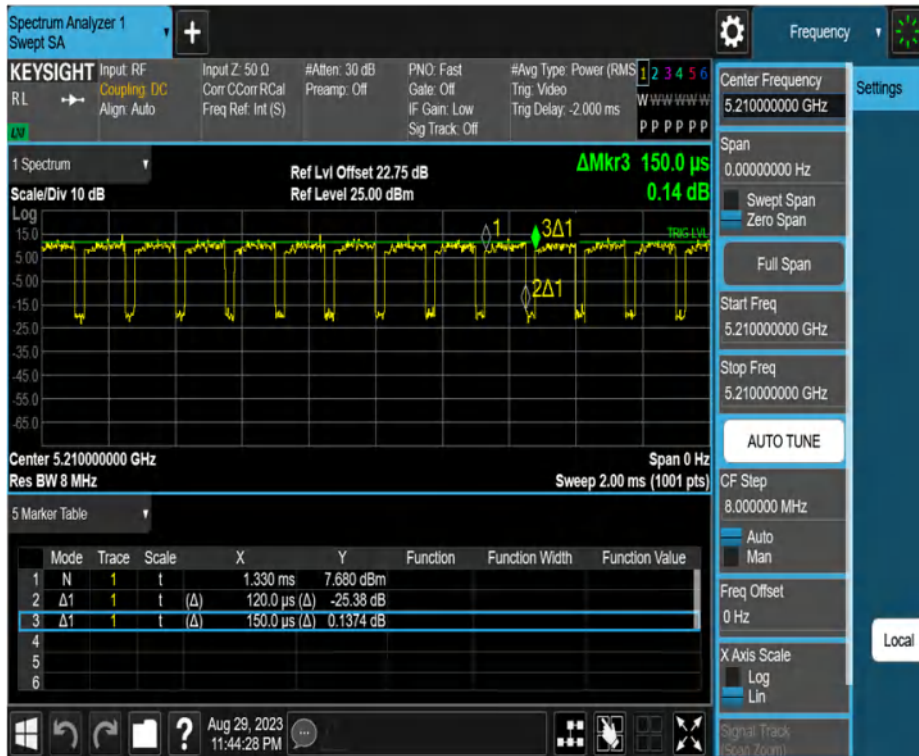 Spectrum Analyzer 1
Swept SA
Frequency
KEYSIGHT
RL
LXI
Input: RF
Coupling: DC
Align: Auto
Input Z: 50 Ω
Corr CCorr RCal
Freq Ref: Int (S)
#Atten: 30 dB
Preamp: Off
PNO: Fast
Gate: Off
IF Gain: Low
Sig Track: Off
#Avg Type: Power (RMS
Trig: Video
Trig Delay: -2.000 ms
1 2 3 4 5 6
W W W W W W
P P P P P P
1 Spectrum
Scale/Div 10 dB
Ref Lvl Offset 22.75 dB
Ref Level 25.00 dBm
ΔMkr3 150.0 µs
0.14 dB
Log
15.0
5.00
-5.00
-15.0
-25.0
-35.0
-45.0
-55.0
-65.0
1
3Δ1
2Δ1
TRIG LVL
Center 5.210000000 GHz
Res BW 8 MHz
Span 0 Hz
Sweep 2.00 ms (1001 pts)
5 Marker Table
Mode Trace Scale X Y Function Function Width Function Value
1 N 1 t 1.330 ms 7.680 dBm
2 Δ1 1 t (Δ) 120.0 µs (Δ) -25.38 dB
3 Δ1 1 t (Δ) 150.0 µs (Δ) 0.1374 dB
4
5
6
Aug 29, 2023
11:44:28 PM
Center Frequency
5.210000000 GHz
Span
0.00000000 Hz
Swept Span
Zero Span
Full Span
Start Freq
5.210000000 GHz
Stop Freq
5.210000000 GHz
AUTO TUNE
CF Step
8.000000 MHz
Auto
Man
Freq Offset
0 Hz
X Axis Scale
Log
Lin
Signal Track
(Span Zoom)
Settings
Local